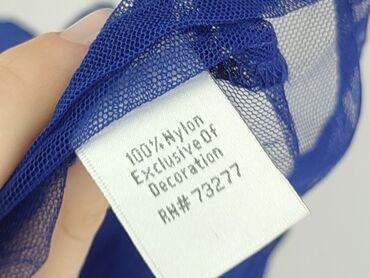 100% Nylon
Exclusive Of
Decoration
RN# 73277